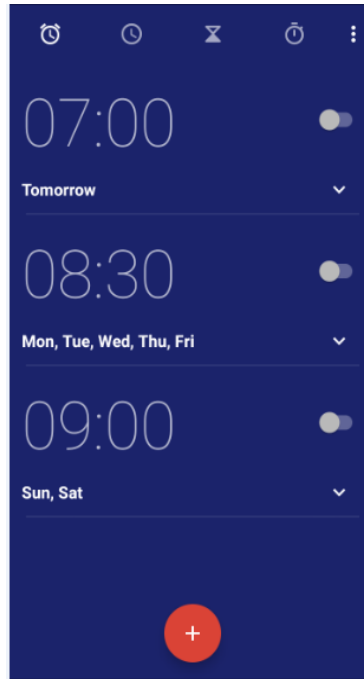 07:00
Tomorrow
08:30
Mon, Tue, Wed, Thu, Fri
09:00
Sun, Sat